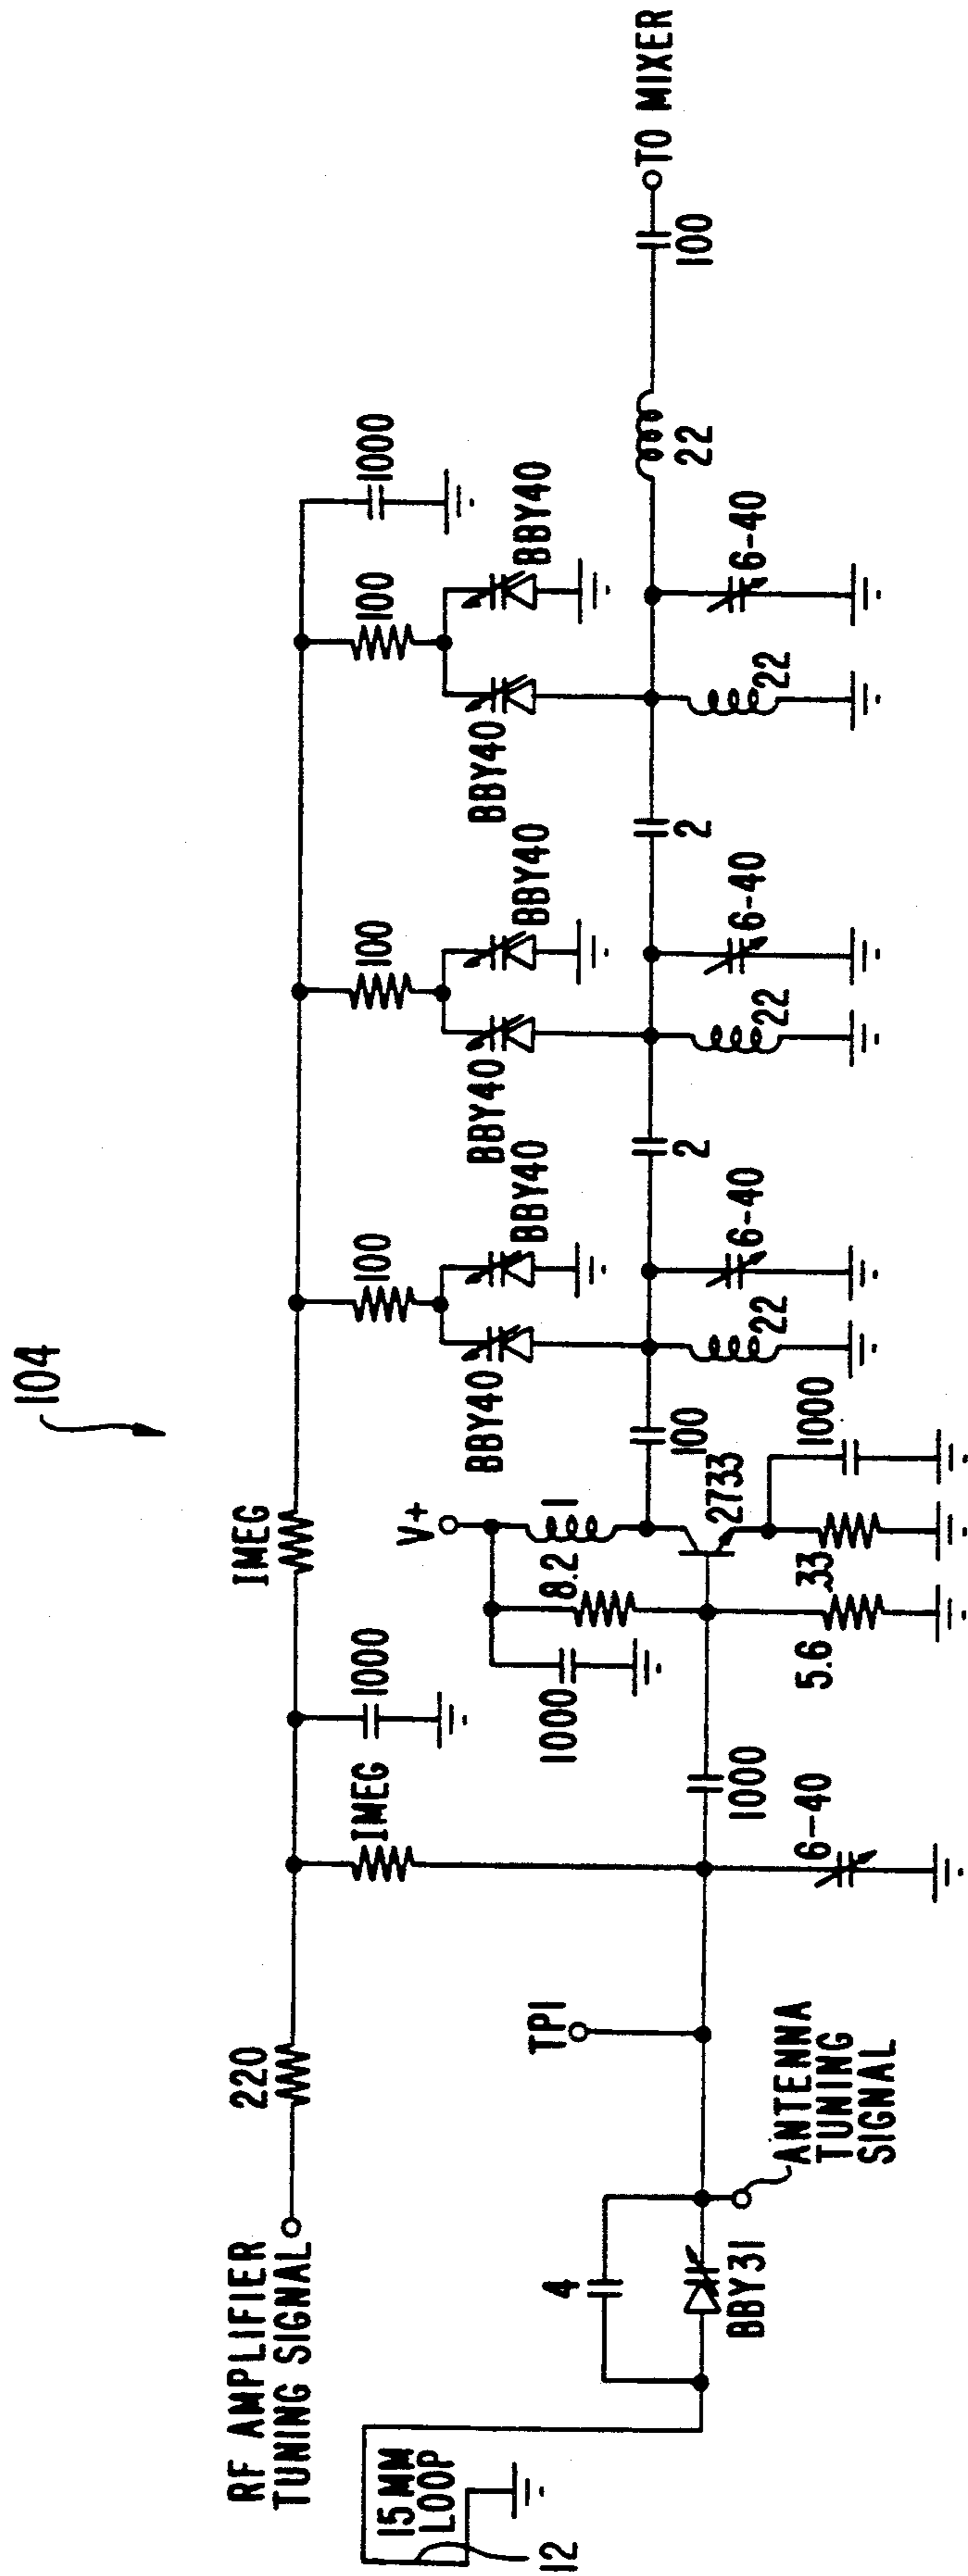 104
RF AMPLIFIER
TUNING SIGNAL
220
1MEG
1MEG
1000
100
100
100
1000
BBY40
BBY40
BBY40
BBY40
BBY40
BBY40
V+
1000
8.2
1
2733
100
2
2
22
100
TO MIXER
22
6-40
22
6-40
22
6-40
15 MM
LOOP
12
4
BBY31
ANTENNA
TUNING
SIGNAL
TP1
6-40
1000
5.6
33
1000